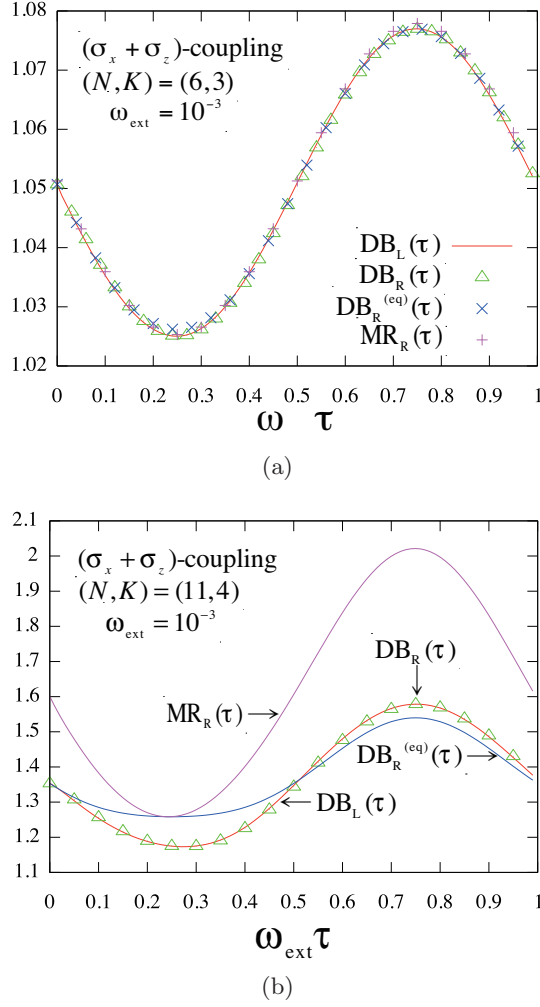 1.08
1.07
1.06
1.05
1.04
1.03
1.02
(σx + σz)-coupling
(N, K) = (6, 3)
ωext = 10⁻³
DBL(τ)
DBR(τ)
DBR(eq)(τ)
MRR(τ)
0 0.1 0.2 0.3 0.4 0.5 0.6 0.7 0.8 0.9 1
ω τ
(a)
2.1
2
1.9
1.8
1.7
1.6
1.5
1.4
1.3
1.2
1.1
(σx + σz)-coupling
(N, K) = (11, 4)
ωext = 10⁻³
DBR(τ)
MRR(τ)
DBR(eq)(τ)
DBL(τ)
0 0.1 0.2 0.3 0.4 0.5 0.6 0.7 0.8 0.9 1
ωextτ
(b)